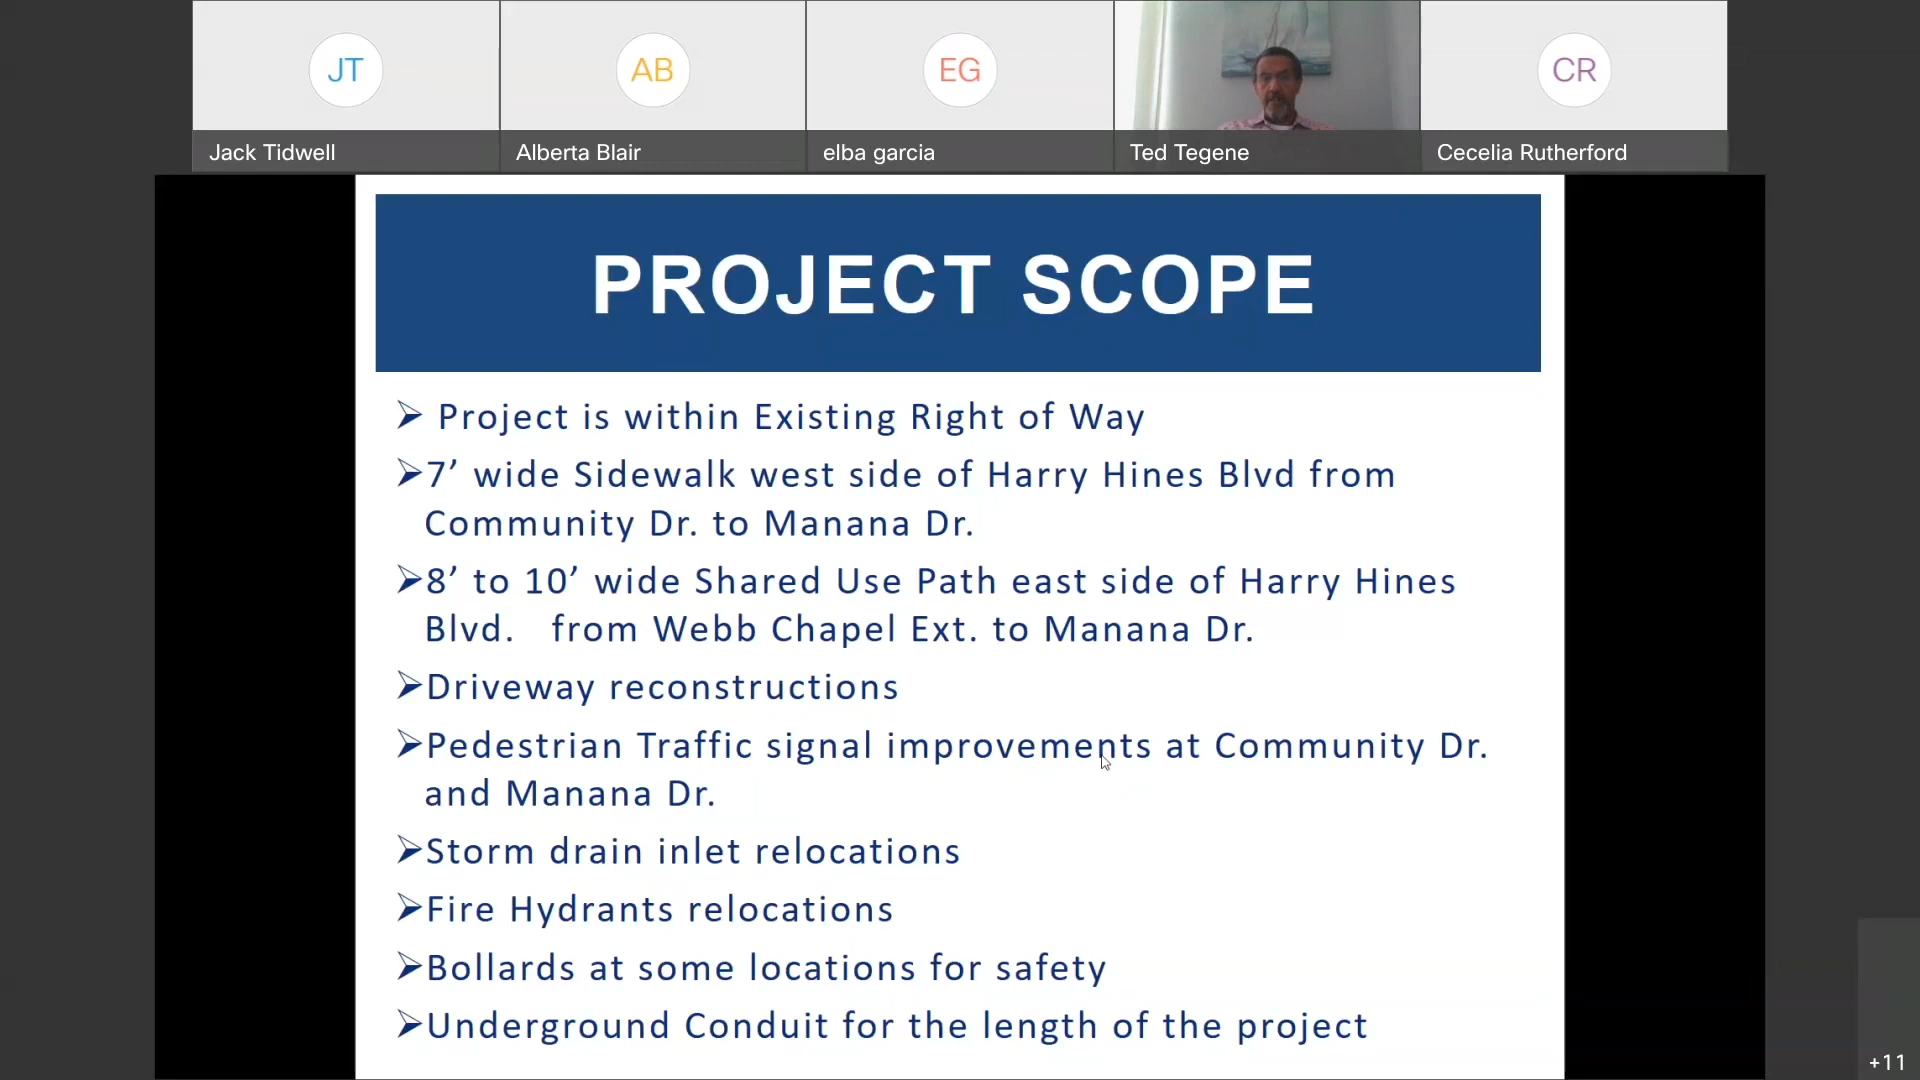 JT
AB
EG
CR
Jack Tidwell
Alberta Blair
elba garcia
Ted Tegene
Cecelia Rutherford
PROJECT SCOPE
➢ Project is within Existing Right of Way
➢7’ wide Sidewalk west side of Harry Hines Blvd from
Community Dr. to Manana Dr.
➢8’ to 10’ wide Shared Use Path east side of Harry Hines
Blvd. from Webb Chapel Ext. to Manana Dr.
➢Driveway reconstructions
➢Pedestrian Traffic signal improvements at Community Dr.
and Manana Dr.
➢Storm drain inlet relocations
➢Fire Hydrants relocations
➢Bollards at some locations for safety
➢Underground Conduit for the length of the project
+11